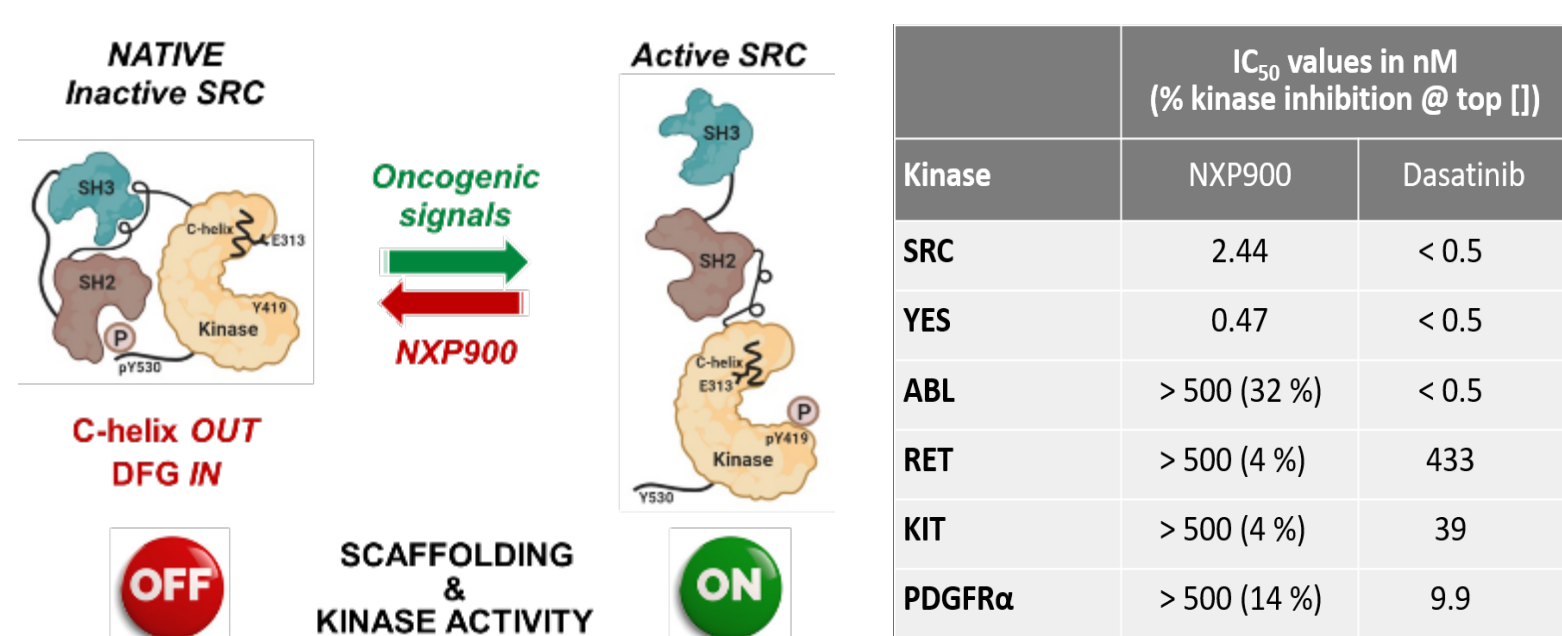 NATIVE
Inactive SRC
SH3
C-helix
E313
SH2
Y419
Kinase
P
pY530
C-helix OUT
DFG IN
OFF
Oncogenic
signals
NXP900
SCAFFOLDING
&
KINASE ACTIVITY
Active SRC
SH3
SH2
C-helix
E313
P
pY419
Kinase
Y530
ON
IC50 values in nM
(% kinase inhibition @ top [])
Kinase NXP900 Dasatinib
SRC 2.44 < 0.5
YES 0.47 < 0.5
ABL > 500 (32 %) < 0.5
RET > 500 (4 %) 433
KIT > 500 (4 %) 39
PDGFRα > 500 (14 %) 9.9